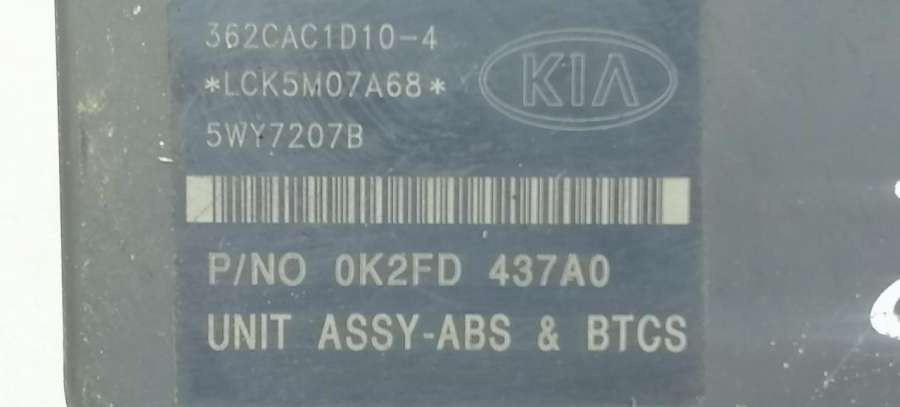 362CAC1D10-4
*LCK5M07A68*
KIA
5WY7207B
P/NO 0K2FD 437A0
UNIT ASSY-ABS & BTCS